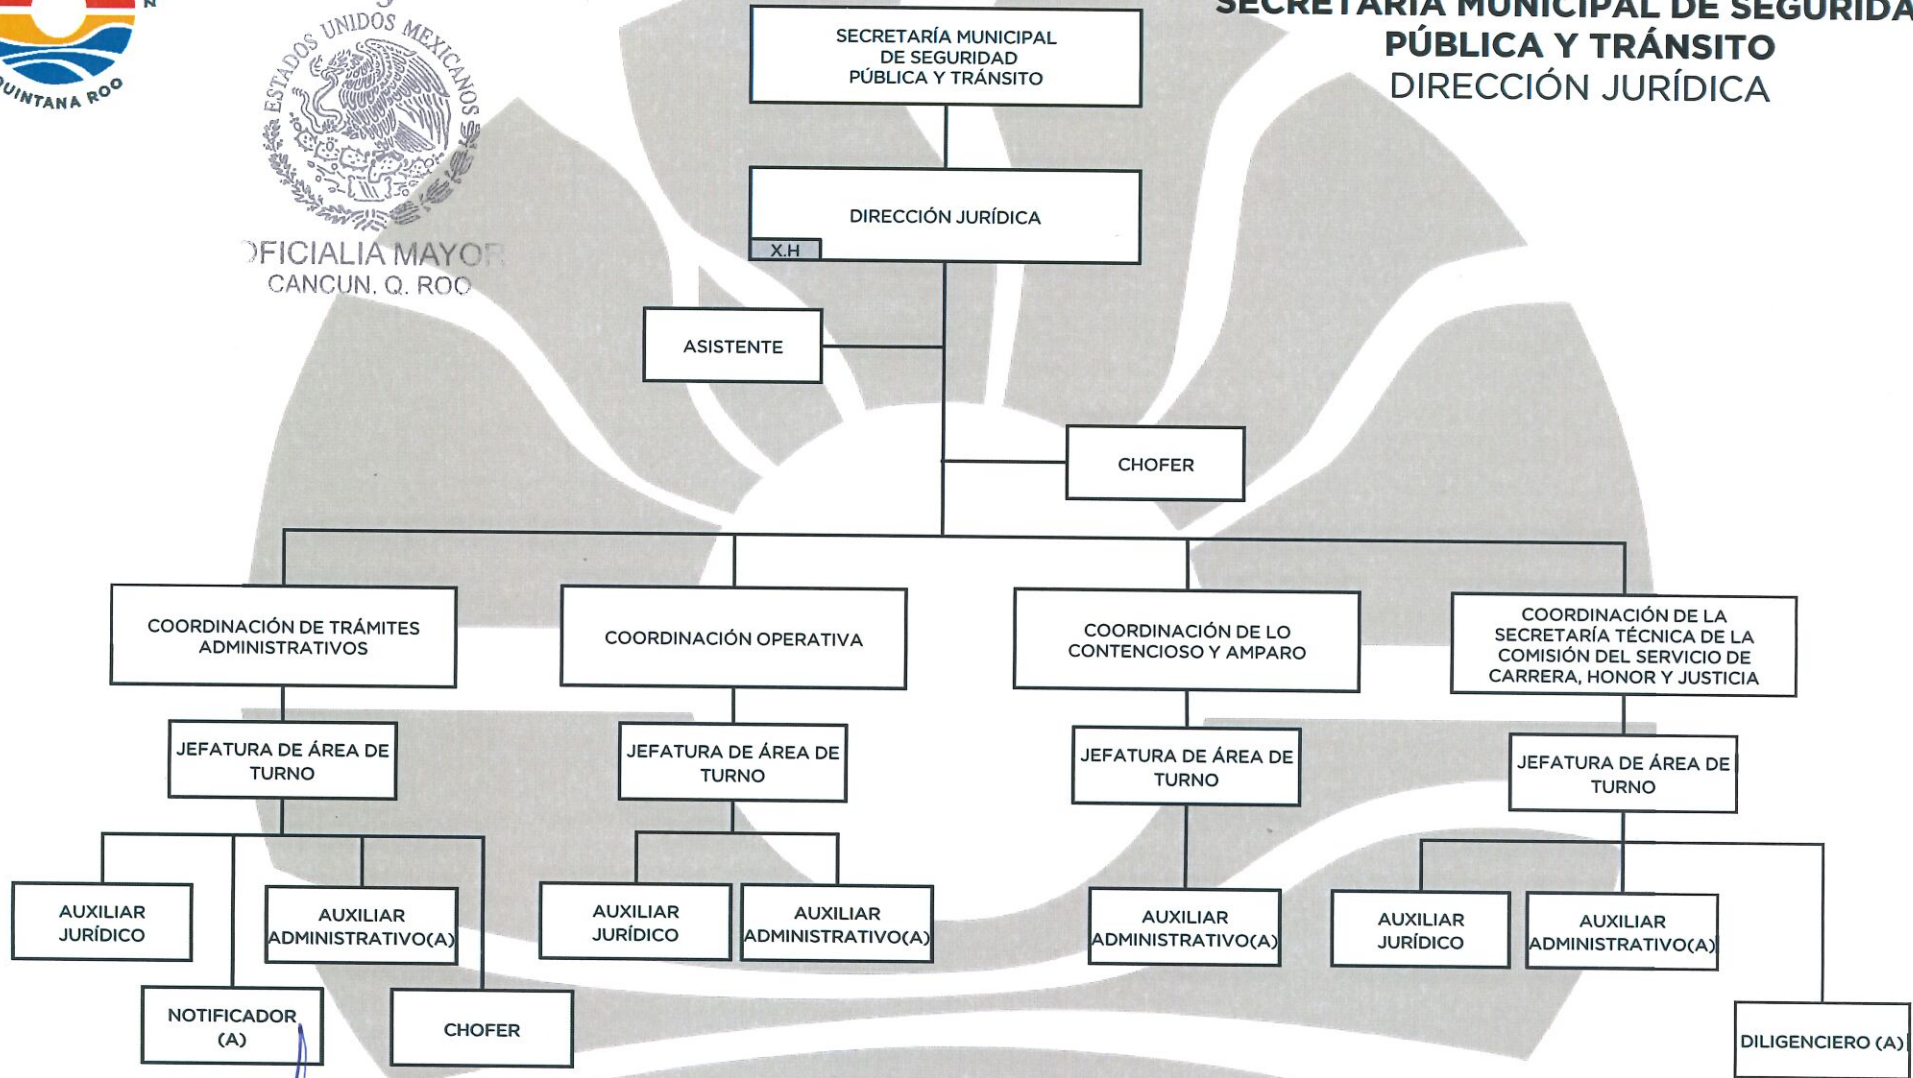 QUINTANA ROO
ESTADOS UNIDOS MEXICANOS
OFICIALIA MAYOR
CANCUN. Q. ROO
SECRETARÍA MUNICIPAL DE SEGURIDA
PÚBLICA Y TRÁNSITO
DIRECCIÓN JURÍDICA
SECRETARÍA MUNICIPAL
DE SEGURIDAD
PÚBLICA Y TRÁNSITO
DIRECCIÓN JURÍDICA
X.H
ASISTENTE
CHOFER
COORDINACIÓN DE TRÁMITES
ADMINISTRATIVOS
COORDINACIÓN OPERATIVA
COORDINACIÓN DE LO
CONTENCIOSO Y AMPARO
COORDINACIÓN DE LA
SECRETARÍA TÉCNICA DE LA
COMISIÓN DEL SERVICIO DE
CARRERA, HONOR Y JUSTICIA
JEFATURA DE ÁREA DE
TURNO
JEFATURA DE ÁREA DE
TURNO
JEFATURA DE ÁREA DE
TURNO
JEFATURA DE ÁREA DE
TURNO
AUXILIAR
JURÍDICO
AUXILIAR
ADMINISTRATIVO(A)
AUXILIAR
JURÍDICO
AUXILIAR
ADMINISTRATIVO(A)
AUXILIAR
ADMINISTRATIVO(A)
AUXILIAR
JURÍDICO
AUXILIAR
ADMINISTRATIVO(A)
NOTIFICADOR
(A)
CHOFER
DILIGENCIERO (A)